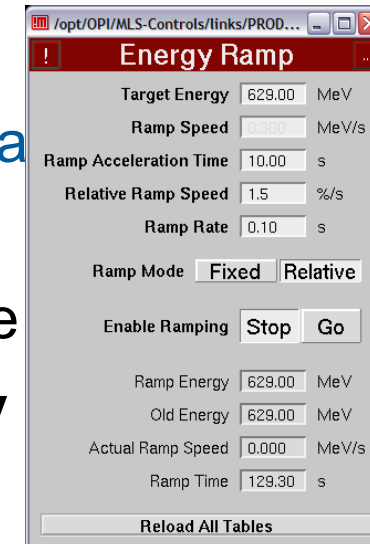 /opt/OPI/MLS-Controls/links/PROD...
! Energy Ramp ..
Target Energy 629.00 MeV
a
Ramp Speed 0.300 MeV/s
Ramp Acceleration Time 10.00 s
Relative Ramp Speed 1.5 %/s
Ramp Rate 0.10 s
Ramp Mode Fixed Relative
e
Enable Ramping Stop Go
Ramp Energy 629.00 MeV
y
Old Energy 629.00 MeV
Actual Ramp Speed 0.000 MeV/s
Ramp Time 129.30 s
Reload All Tables